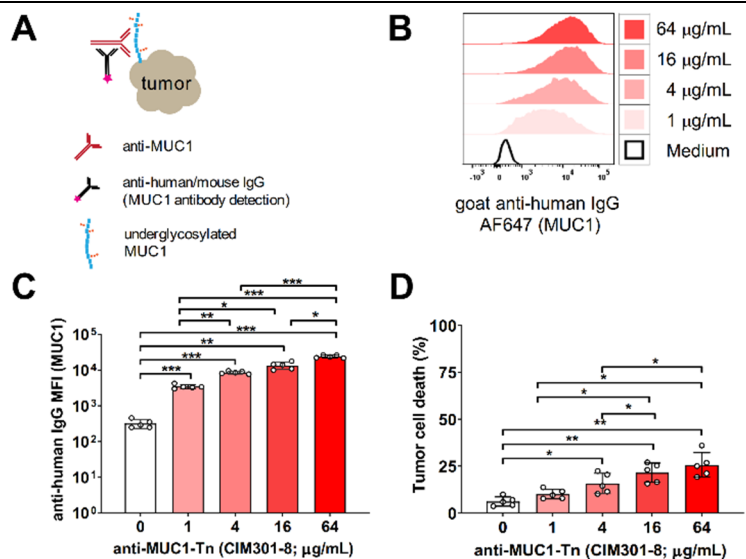 A
tumor
anti-MUC1
anti-human/mouse IgG
(MUC1 antibody detection)
underglycosylated
MUC1
B
64 μg/mL
16 μg/mL
4 μg/mL
1 μg/mL
Medium
-10³ 0 10³ 10⁴ 10⁵
goat anti-human IgG
AF647 (MUC1)
C
anti-human IgG MFI (MUC1)
10⁵
10⁴
10³
10²
10¹
10⁰
***
***
*
** *
***
**
***
***
0 1 4 16 64
anti-MUC1-Tn (CIM301-8; μg/mL)
D
Tumor cell death (%)
100
75
50
25
0
*
*
*
*
**
**
*
0 1 4 16 64
anti-MUC1-Tn (CIM301-8; μg/mL)